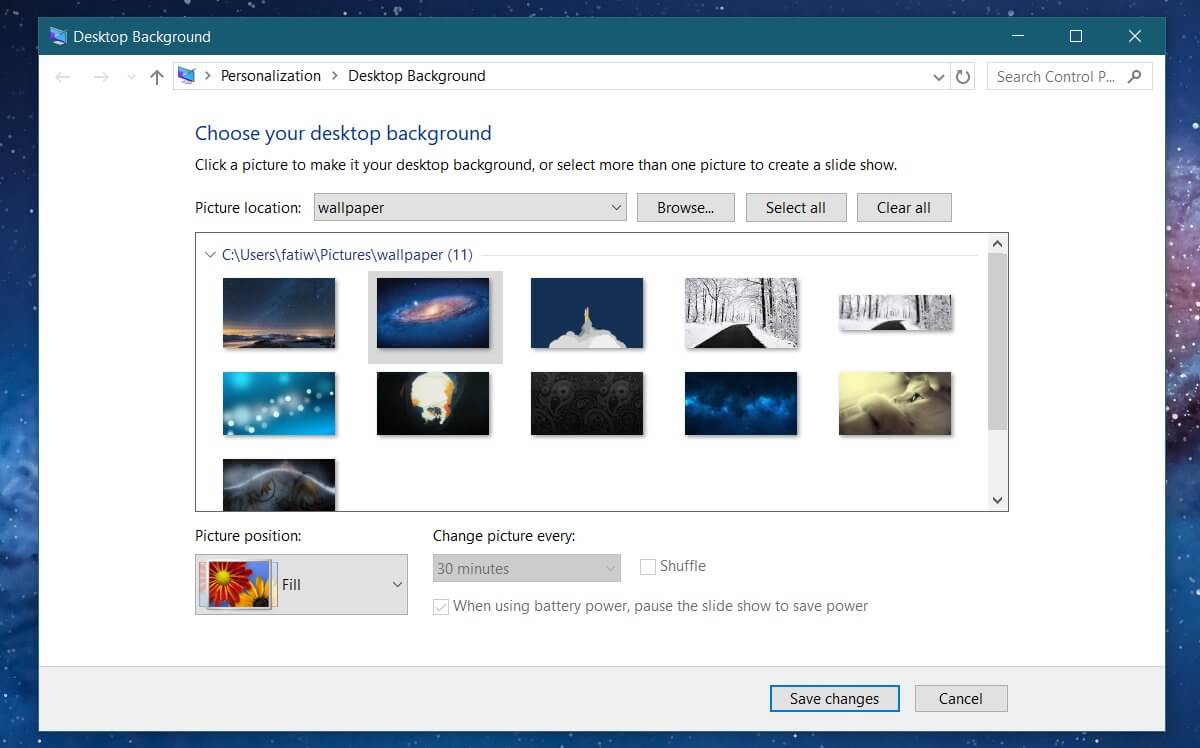 Desktop Background
Personalization > Desktop Background
Search Control P...
Choose your desktop background
Click a picture to make it your desktop background, or select more than one picture to create a slide show.
Picture location: wallpaper Browse... Select all Clear all
C:\Users\fatiw\Pictures\wallpaper (11)
Picture position: Change picture every:
Fill 30 minutes Shuffle
When using battery power, pause the slide show to save power
Save changes Cancel